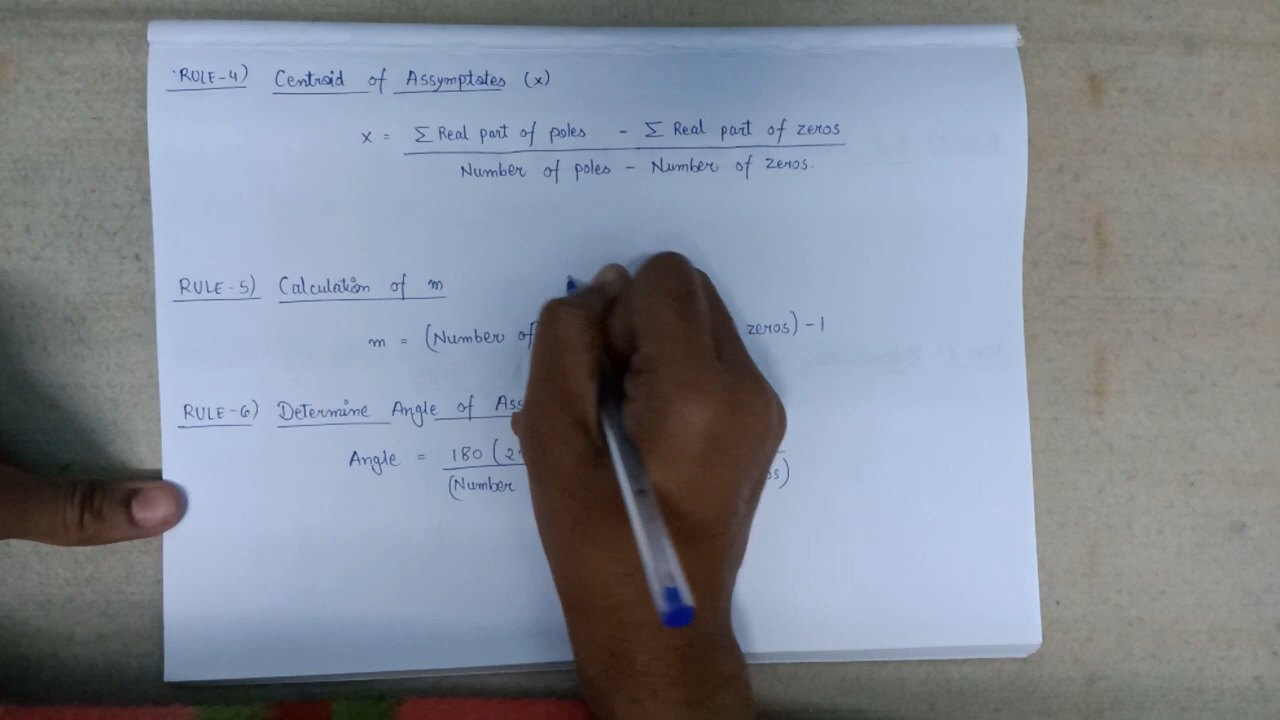 RULE-4) Centroid of Assymptotes (x)
x = Σ Real part of poles - Σ Real part of zeros
Number of poles - Number of zeros.
RULE-5) Calculation of m
m = (Number of zeros) - 1
RULE-6) Determine Angle of
Angle = 180 (2
(Number